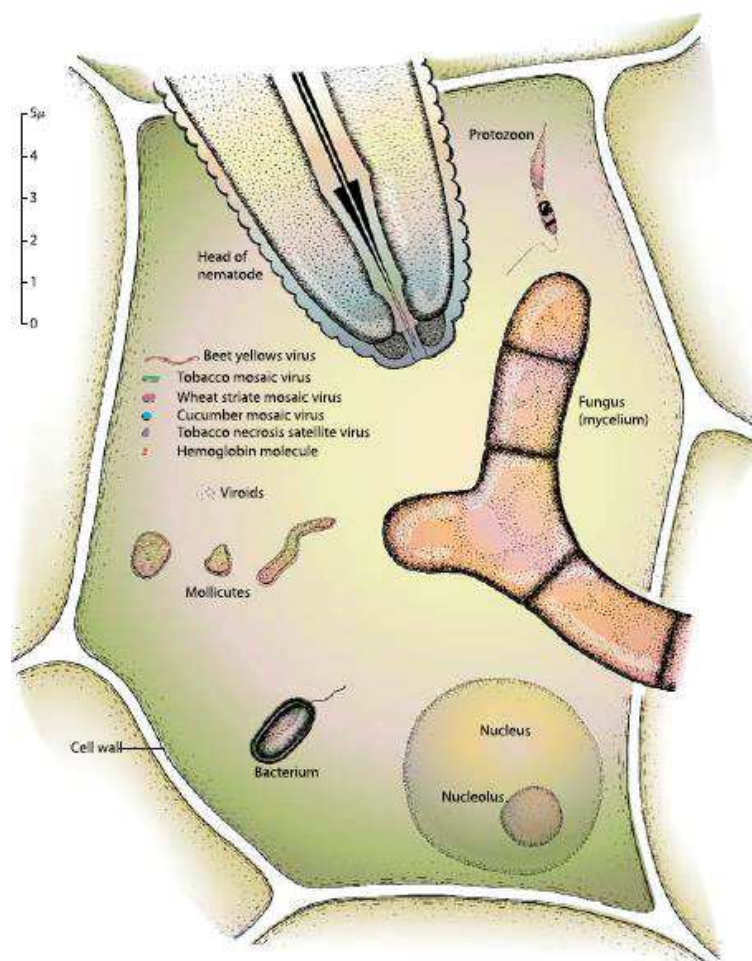 5μ
4
3
2
1
0
Protozoon
Head of
nematode
Beet yellows virus
Tobacco mosaic virus
Wheat striate mosaic virus
Cucumber mosaic virus
Tobacco necrosis satellite virus
Hemoglobin molecule
Fungus
(mycelium)
Viroids
Mollicutes
Nucleus
Cell wall
Bacterium
Nucleolus